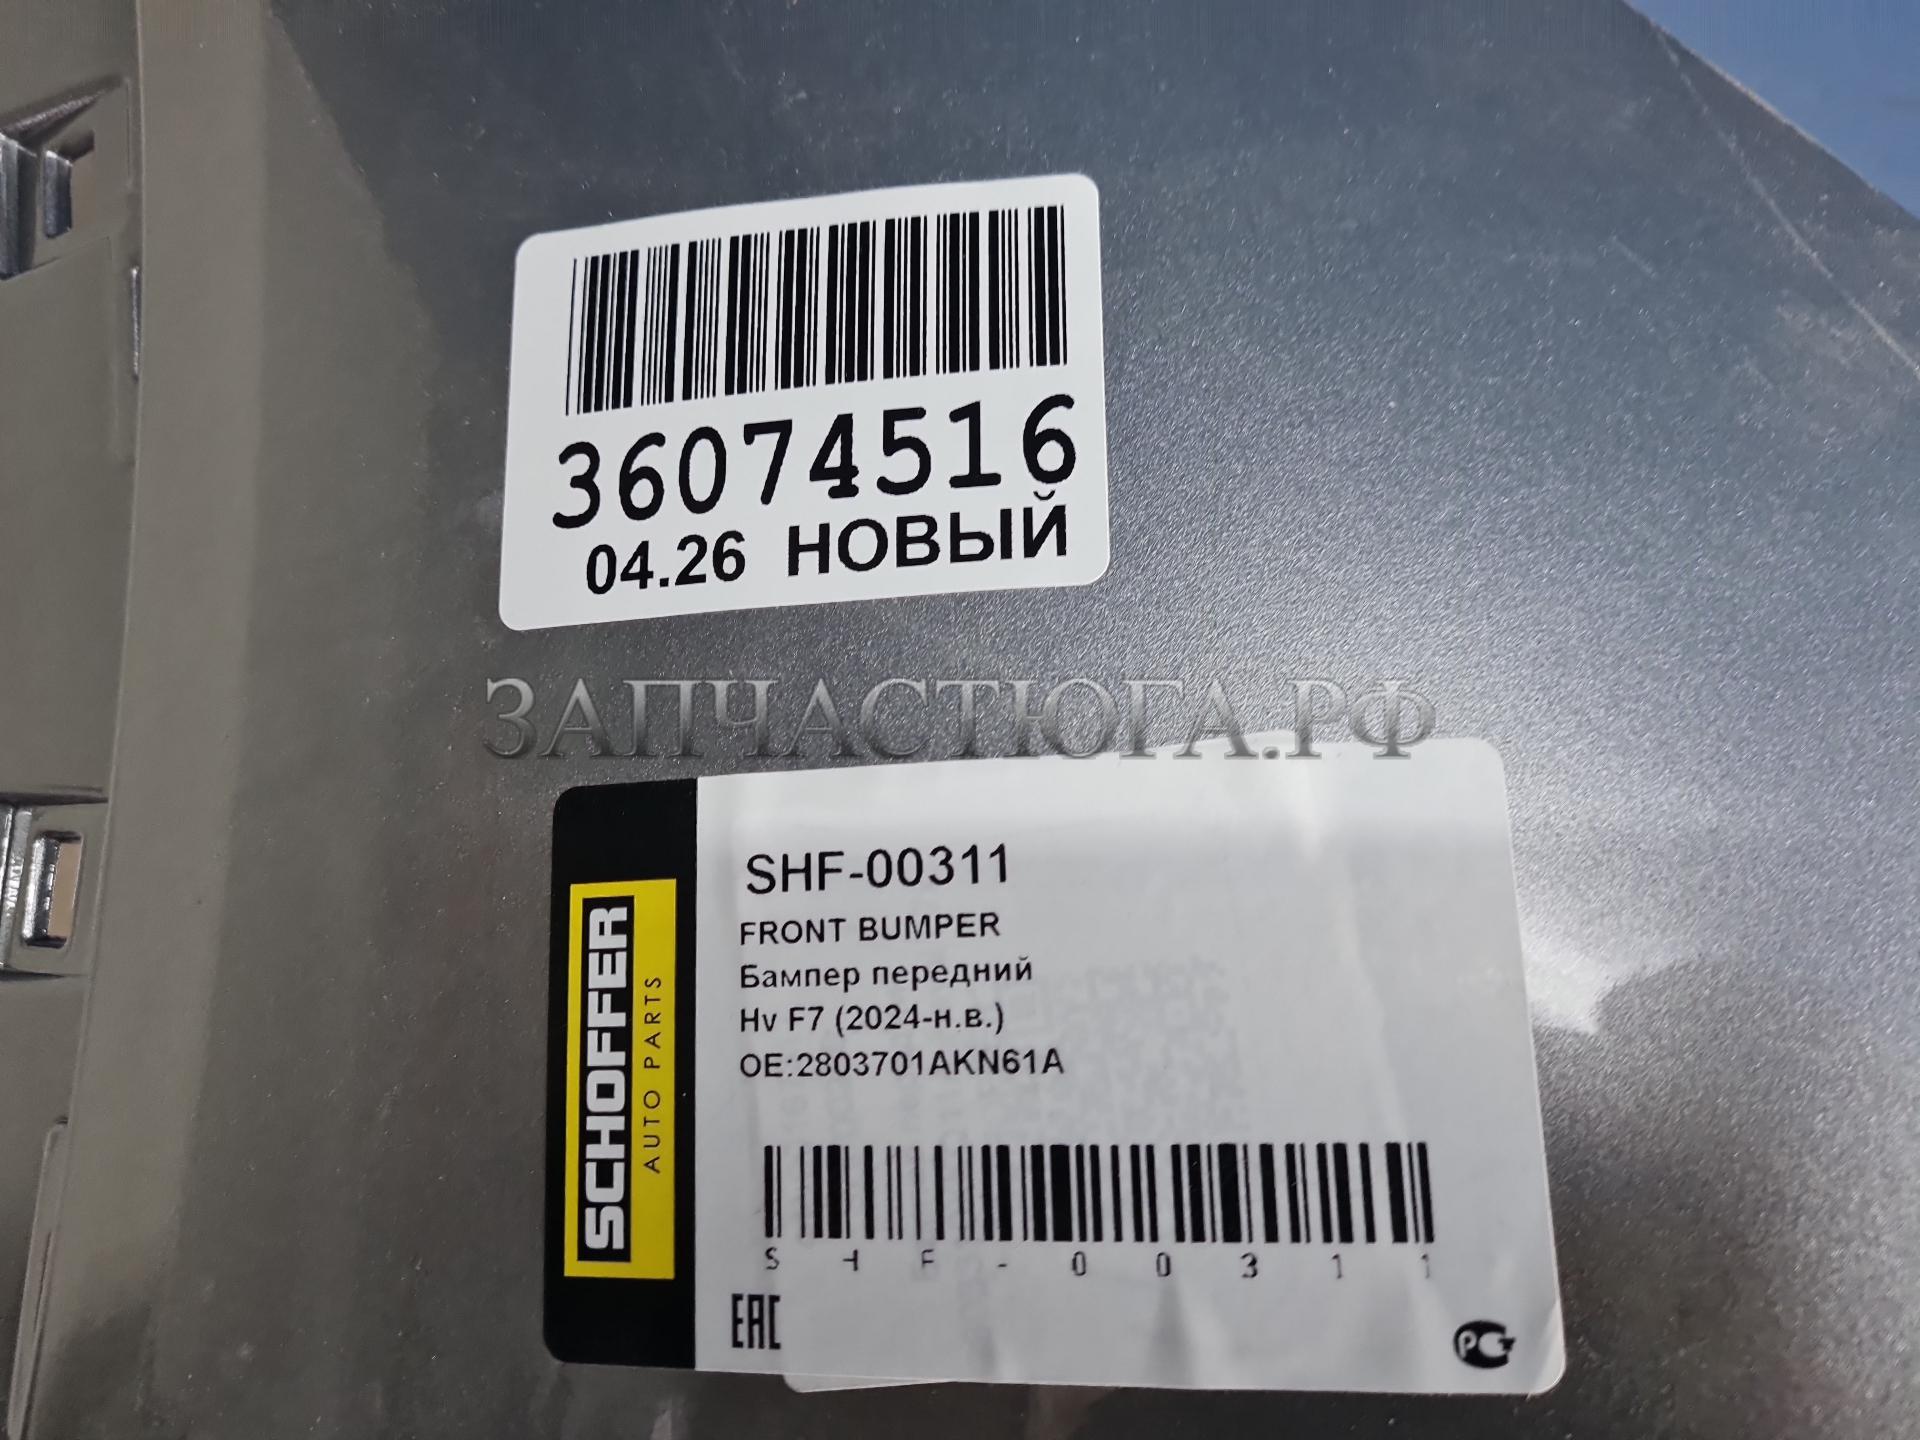 36074516
04.26 НОВЫЙ
ЗАПЧАСТЮГА.РФ
SCHOFFER
AUTO PARTS
SHF-00311
FRONT BUMPER
Бампер передний
Hv F7 (2024-н.в.)
OE:2803701AKN61A
SHF-00311
EAC
РСТ